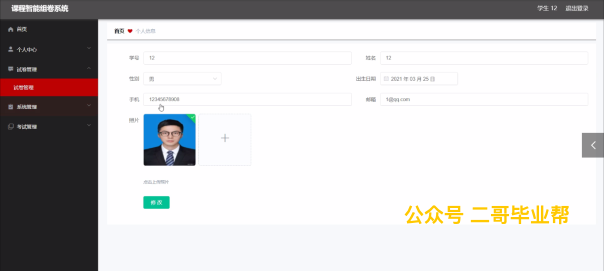 课程智能组卷系统
学生 12 退出登录
首页
个人中心
试卷管理
试卷管理
系统管理
考试管理
首页 个人信息
学号 12 姓名 12
性别 男 出生日期 2021 年 03 月 25 日
手机 12345678908 邮箱 1@qq.com
照片
点击上传照片
修 改
公众号 二哥毕业帮